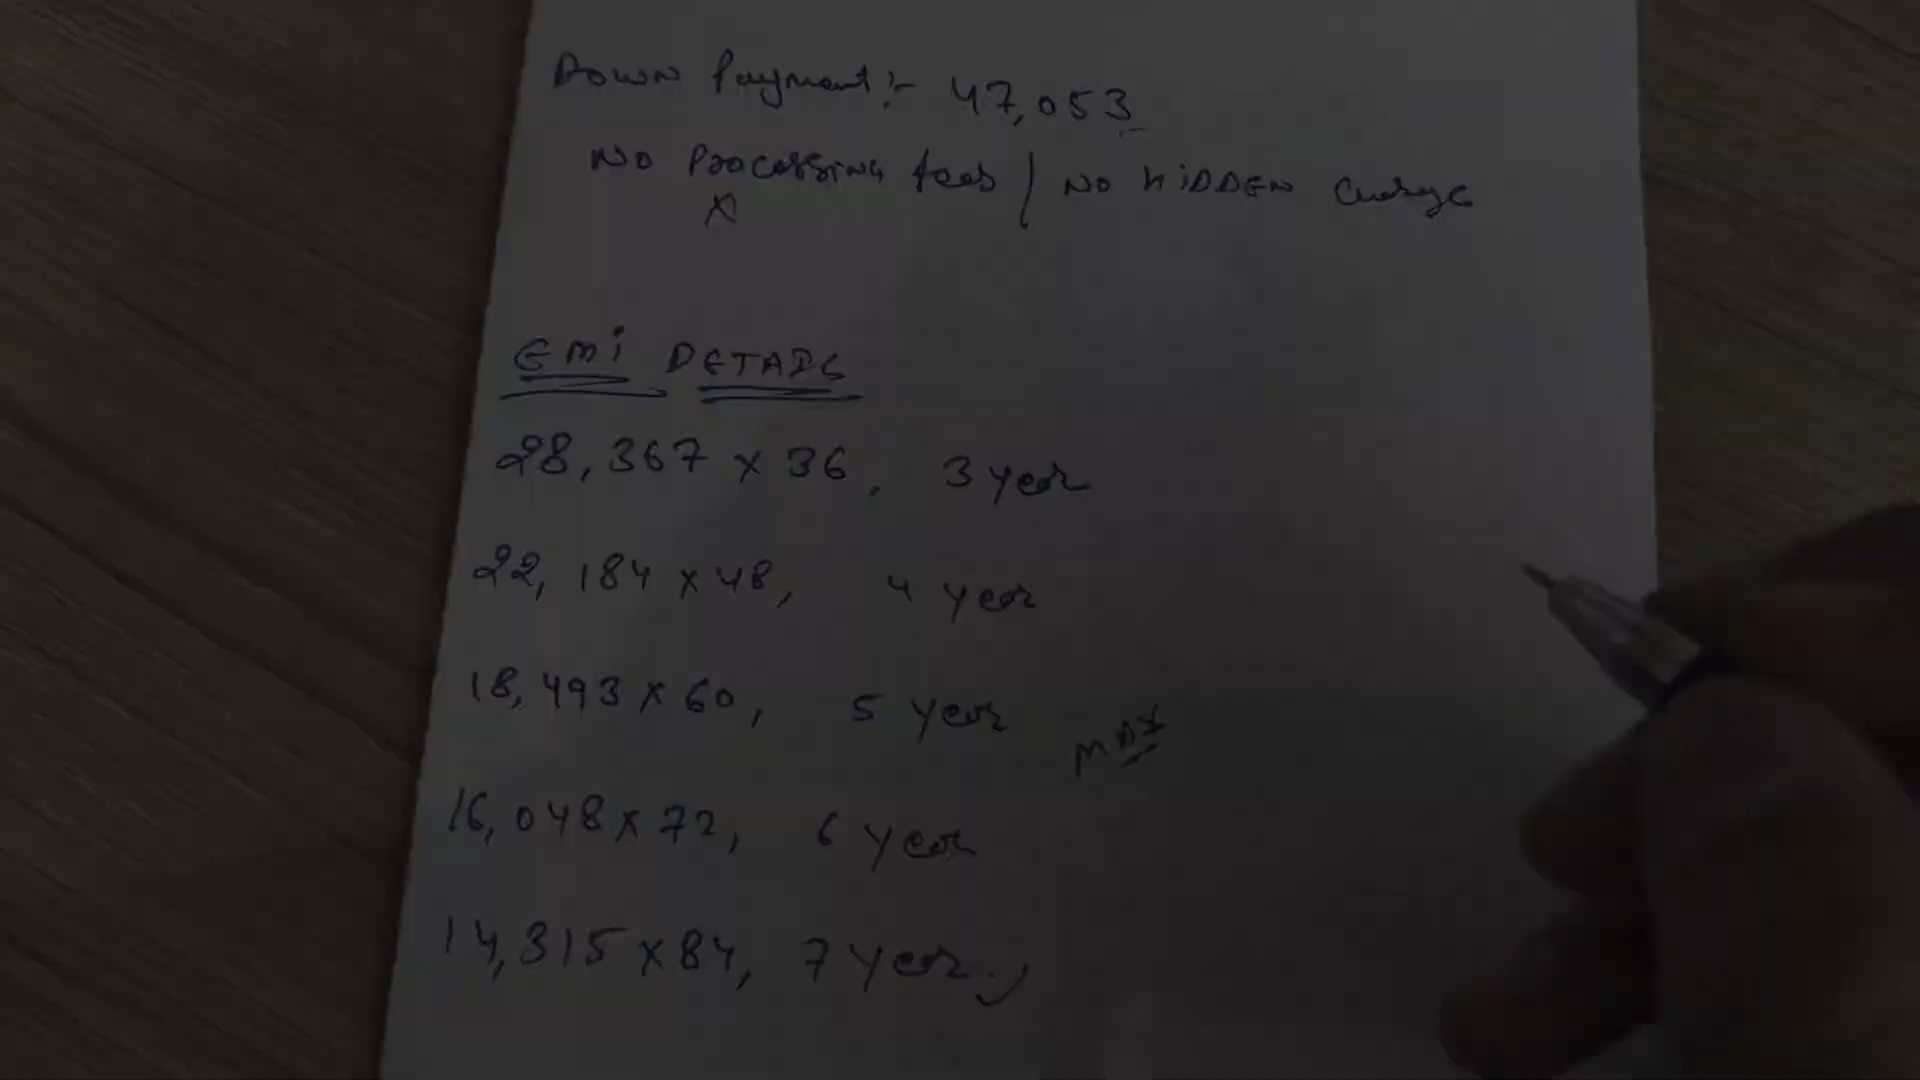 Down Payment:- 47,053
NO Processing fees / NO HIDDEN Charge
X
EMi DETAILS
28,367 x 36, 3 year
22,184 x 48, 4 year
18,493 x 60, 5 year
MAX
16,048 x 72, 6 year
14,315 x 84, 7 year